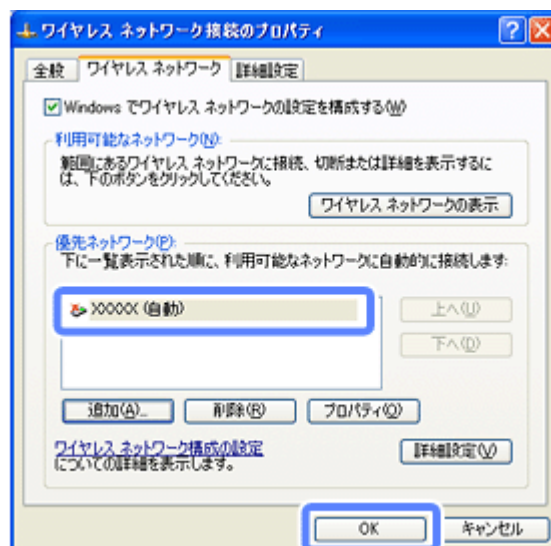 ワイヤレス ネットワーク接続のプロパティ
全般 ワイヤレス ネットワーク 詳細設定
Windows でワイヤレス ネットワークの設定を構成する(W)
利用可能なネットワーク(N):
範囲にあるワイヤレス ネットワークに接続、切断または詳細を表示するに
は、下のボタンをクリックしてください。
ワイヤレス ネットワークの表示
優先ネットワーク(P):
下に一覧表示された順に、利用可能なネットワークに自動的に接続します:
XXXXX (自動)
上へ(U)
下へ(D)
追加(A)... 削除(R) プロパティ(O)
ワイヤレス ネットワーク構成の設定
についての詳細を表示します。
詳細設定(V)
OK キャンセル